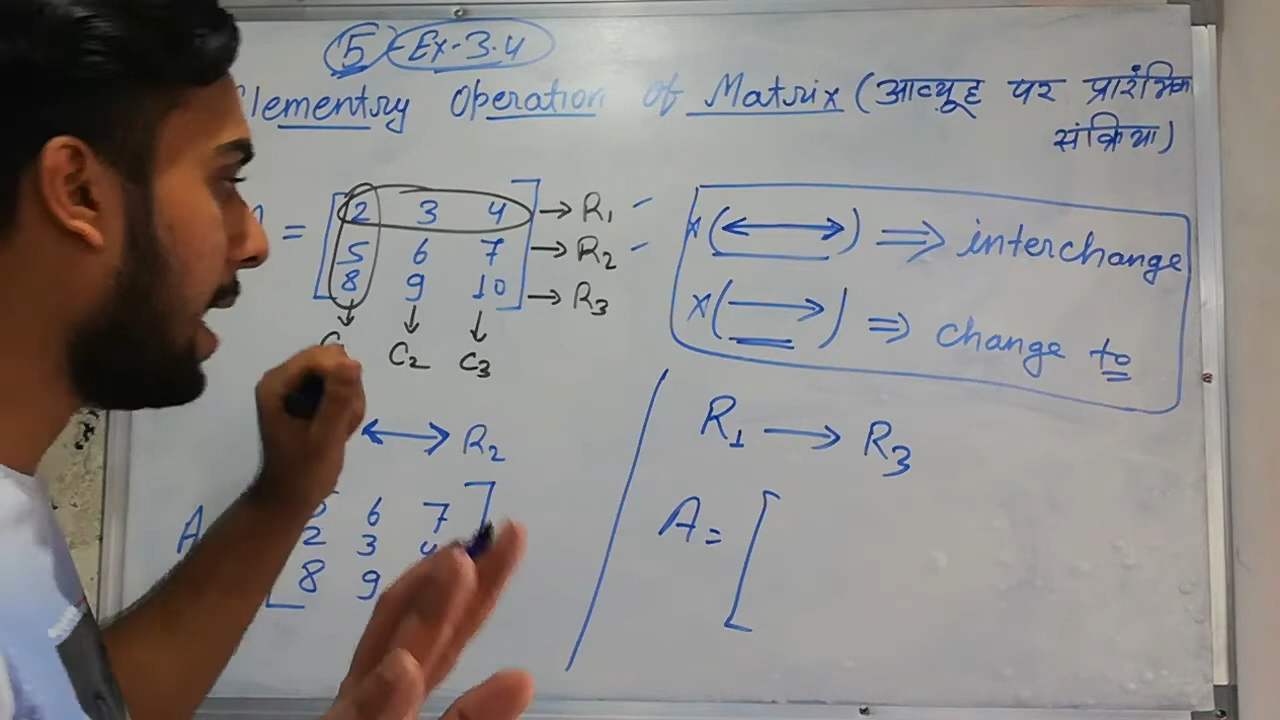 5 Ex-3.4
lementry Operation of Matrix (आव्यूह पर प्रारंभिक
संक्रिया)
= [2 3 4] → R₁
5 6 7 → R₂
8 9 10 → R₃
↓ ↓ ↓
C₂ C₃
×(↔) ⇒ interchange
×(→) ⇒ change to
↔ R₂
A 6 7
2 3
8 9
R₁ → R₃
A = [